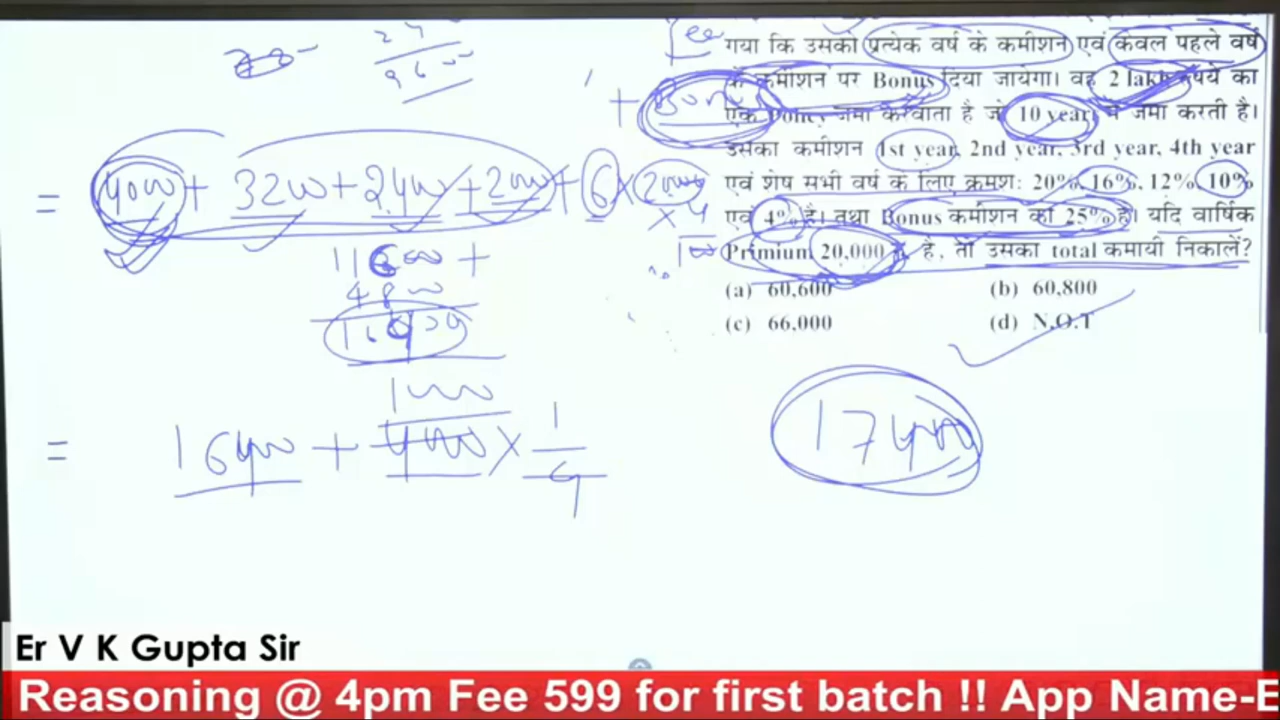 गया कि उसको प्रत्येक वर्ष के कमीशन एवं केवल पहले वर्ष
के कमीशन पर Bonus दिया जायेगा। वह 2 lakh रुपये का
एक Policy जमा करवाता है जो 10 year में जमा करती है।
उसका कमीशन 1st year, 2nd year, 3rd year, 4th year
एवं शेष सभी वर्ष के लिए क्रमश: 20%, 16%, 12%, 10%
एवं 4% है। तथा Bonus कमीशन का 25% है। यदि वार्षिक
Primium 20,000 है, तो उसका total कमायी निकालें?
(a) 60,600 (b) 60,800
(c) 66,000 (d) N.O.T
+ Bonus
= 4000 + 3200 + 2400 + 2000 + 6 × 20000 × 4
100
11600 +
4800
16400
1000
= 16400 + 4000 × 1
4
17400
Er V K Gupta Sir
Reasoning @ 4pm Fee 599 for first batch !! App Name-E